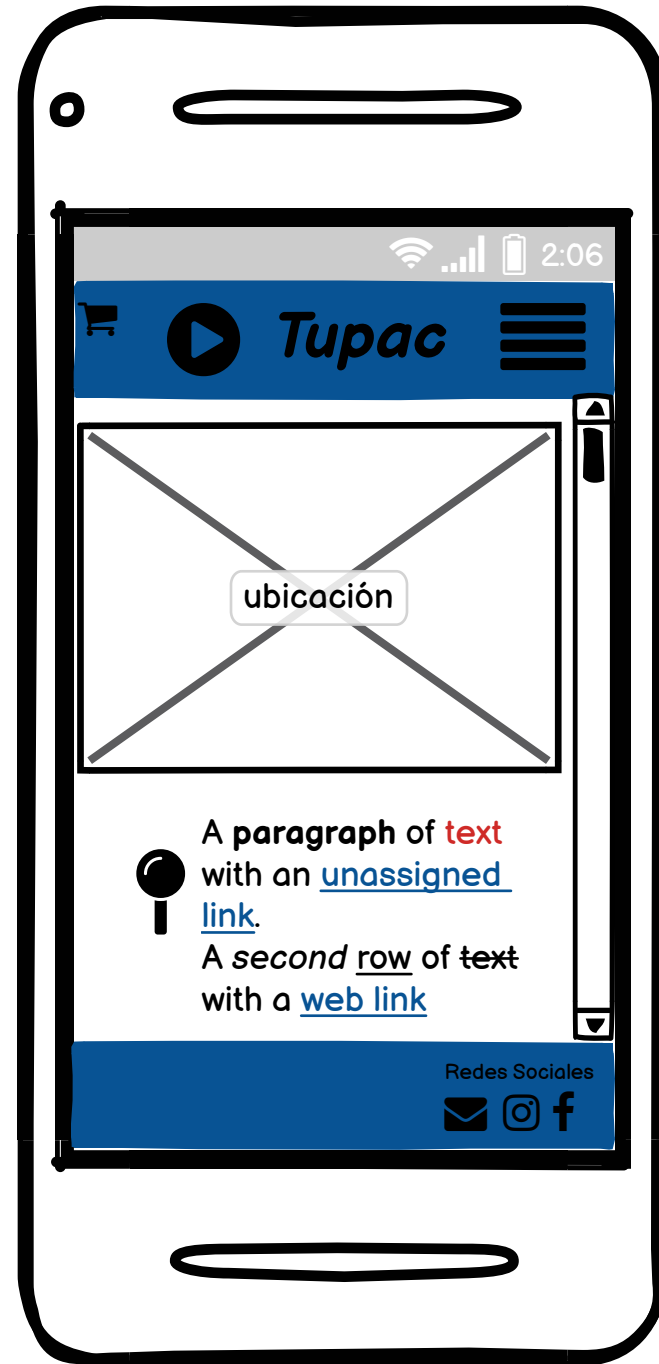 2:06
Tupac
ubicación
A paragraph of text
with an unassigned
link.
A second row of text
with a web link
Redes Sociales